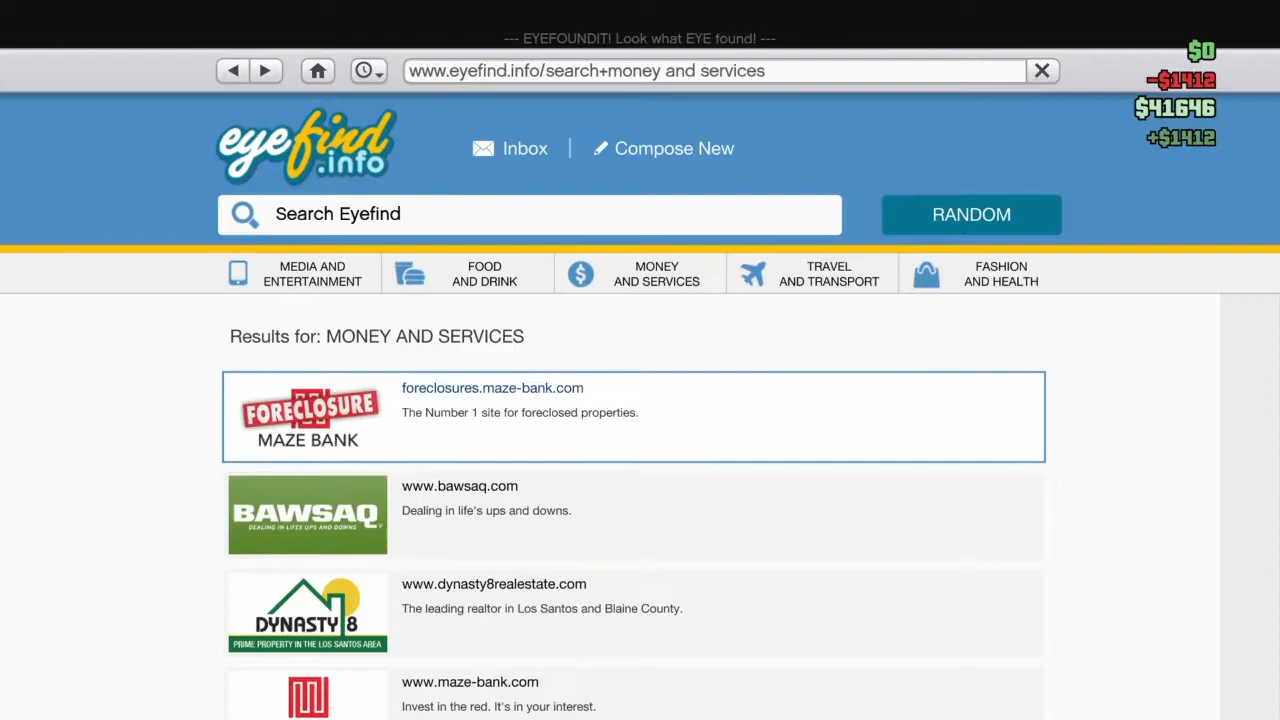 --- EYEFOUNDIT! Look what EYE found! ---
$0
-$1412
$41646
+$1412
www.eyefind.info/search+money and services
eyefind
.info
Inbox
Compose New
Search Eyefind
RANDOM
MEDIA AND
ENTERTAINMENT
FOOD
AND DRINK
MONEY
AND SERVICES
TRAVEL
AND TRANSPORT
FASHION
AND HEALTH
Results for: MONEY AND SERVICES
FORECLOSURE
MAZE BANK
foreclosures.maze-bank.com
The Number 1 site for foreclosed properties.
BAWSAQ
DEALING IN LIFE'S UPS AND DOWNS
www.bawsaq.com
Dealing in life's ups and downs.
DYNASTY 8
PRIME PROPERTY IN THE LOS SANTOS AREA
www.dynasty8realestate.com
The leading realtor in Los Santos and Blaine County.
www.maze-bank.com
Invest in the red. It's in your interest.